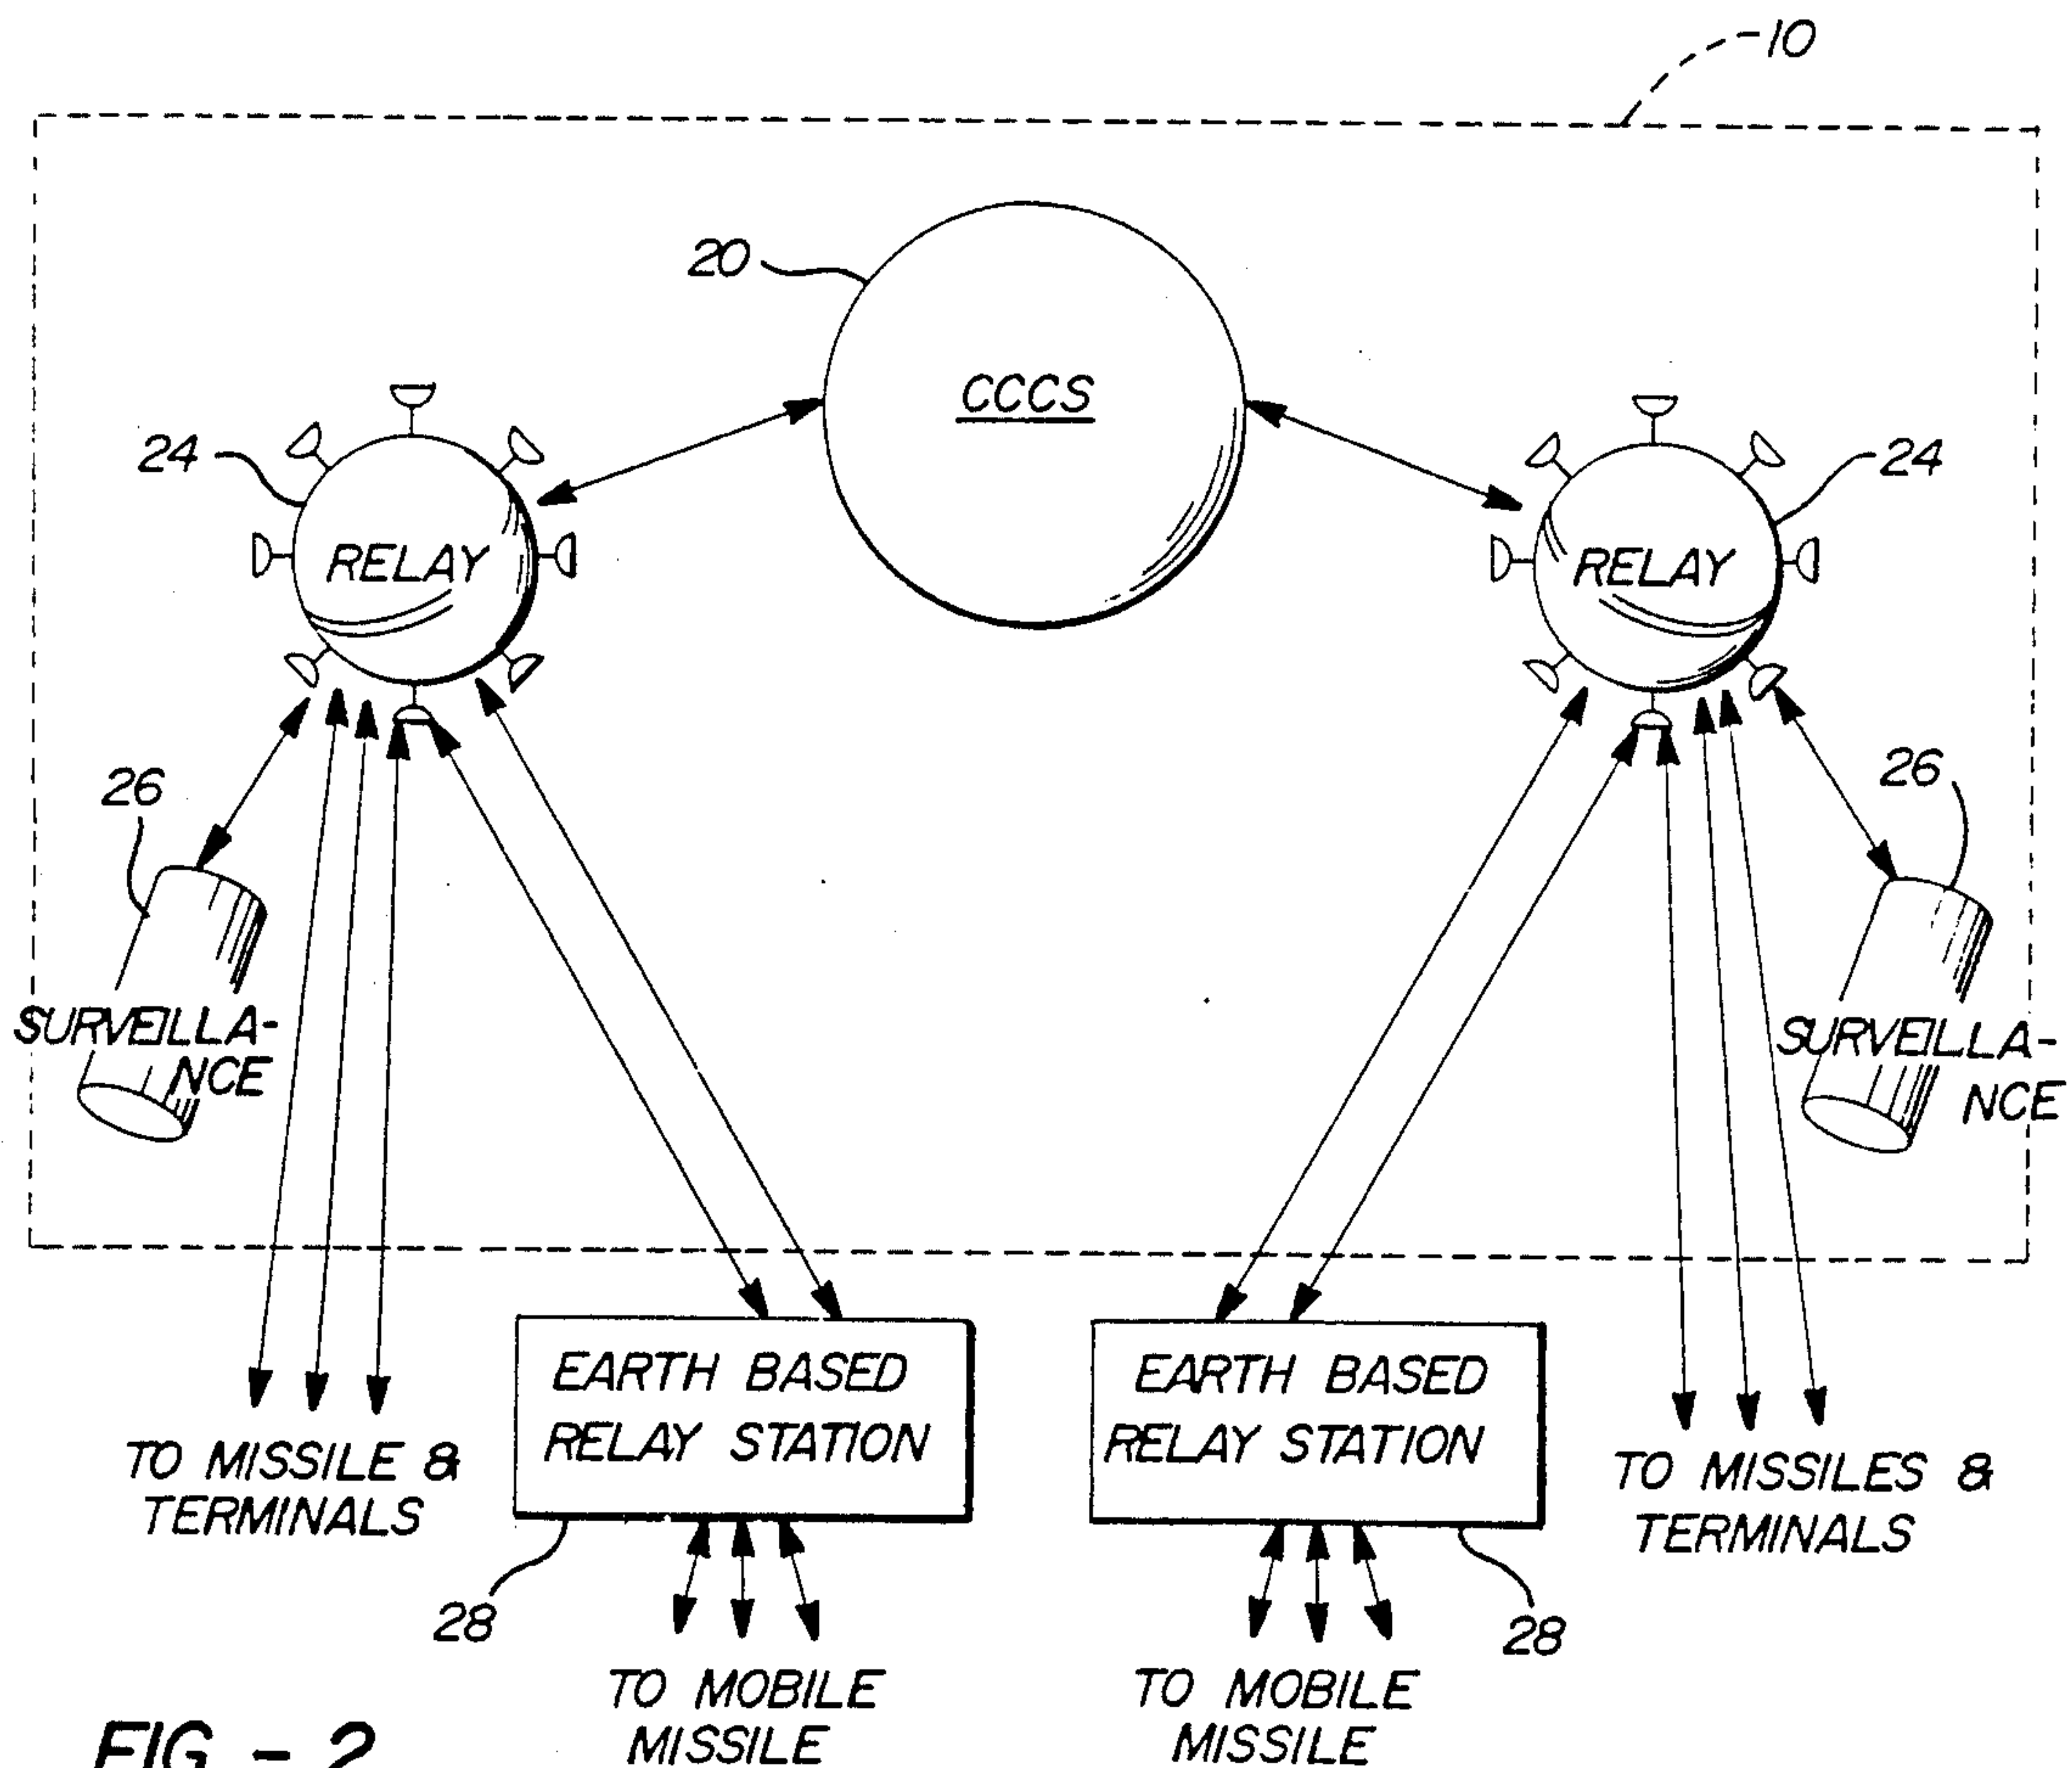 10
20
CCCS
24
24
RELAY
RELAY
26
26
SURVEILLA-
NCE
SURVEILLA-
NCE
EARTH BASED
RELAY STATION
EARTH BASED
RELAY STATION
TO MISSILE &
TERMINALS
TO MISSILES &
TERMINALS
28
28
TO MOBILE
MISSILE
TO MOBILE
MISSILE
FIG - 2